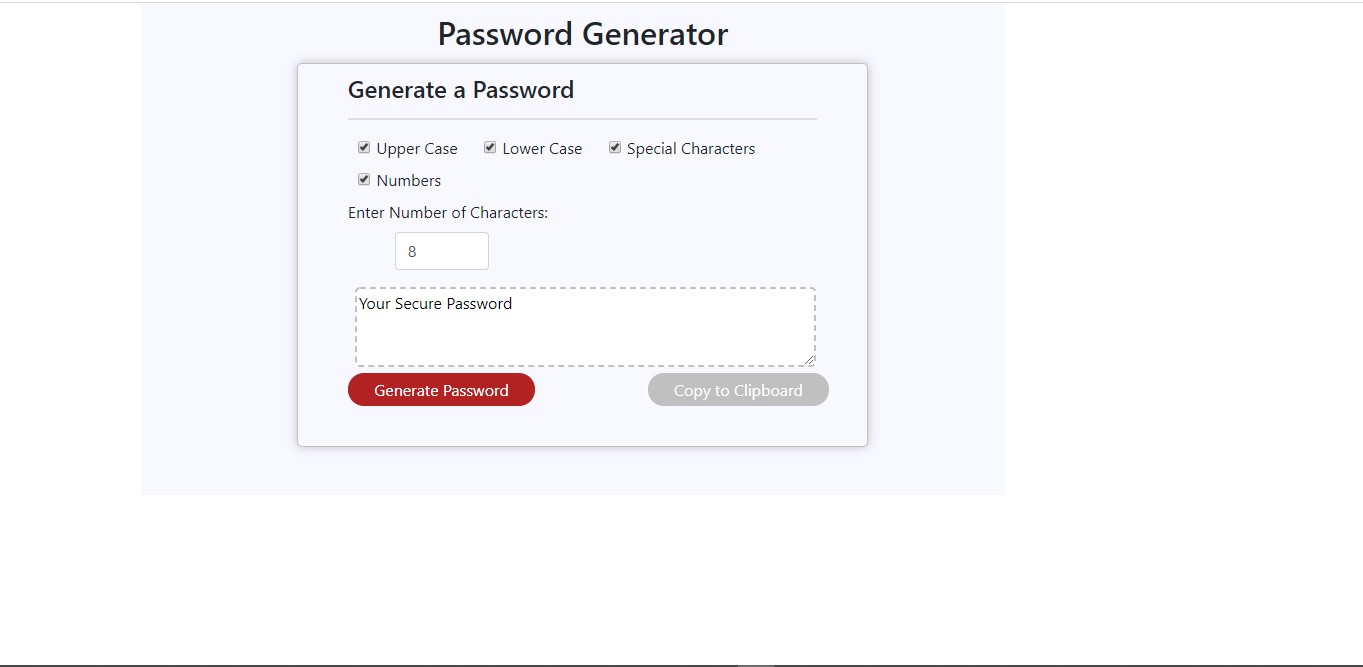 Password Generator
Generate a Password
Upper Case Lower Case Special Characters
Numbers
Enter Number of Characters:
8
Your Secure Password
Generate Password Copy to Clipboard